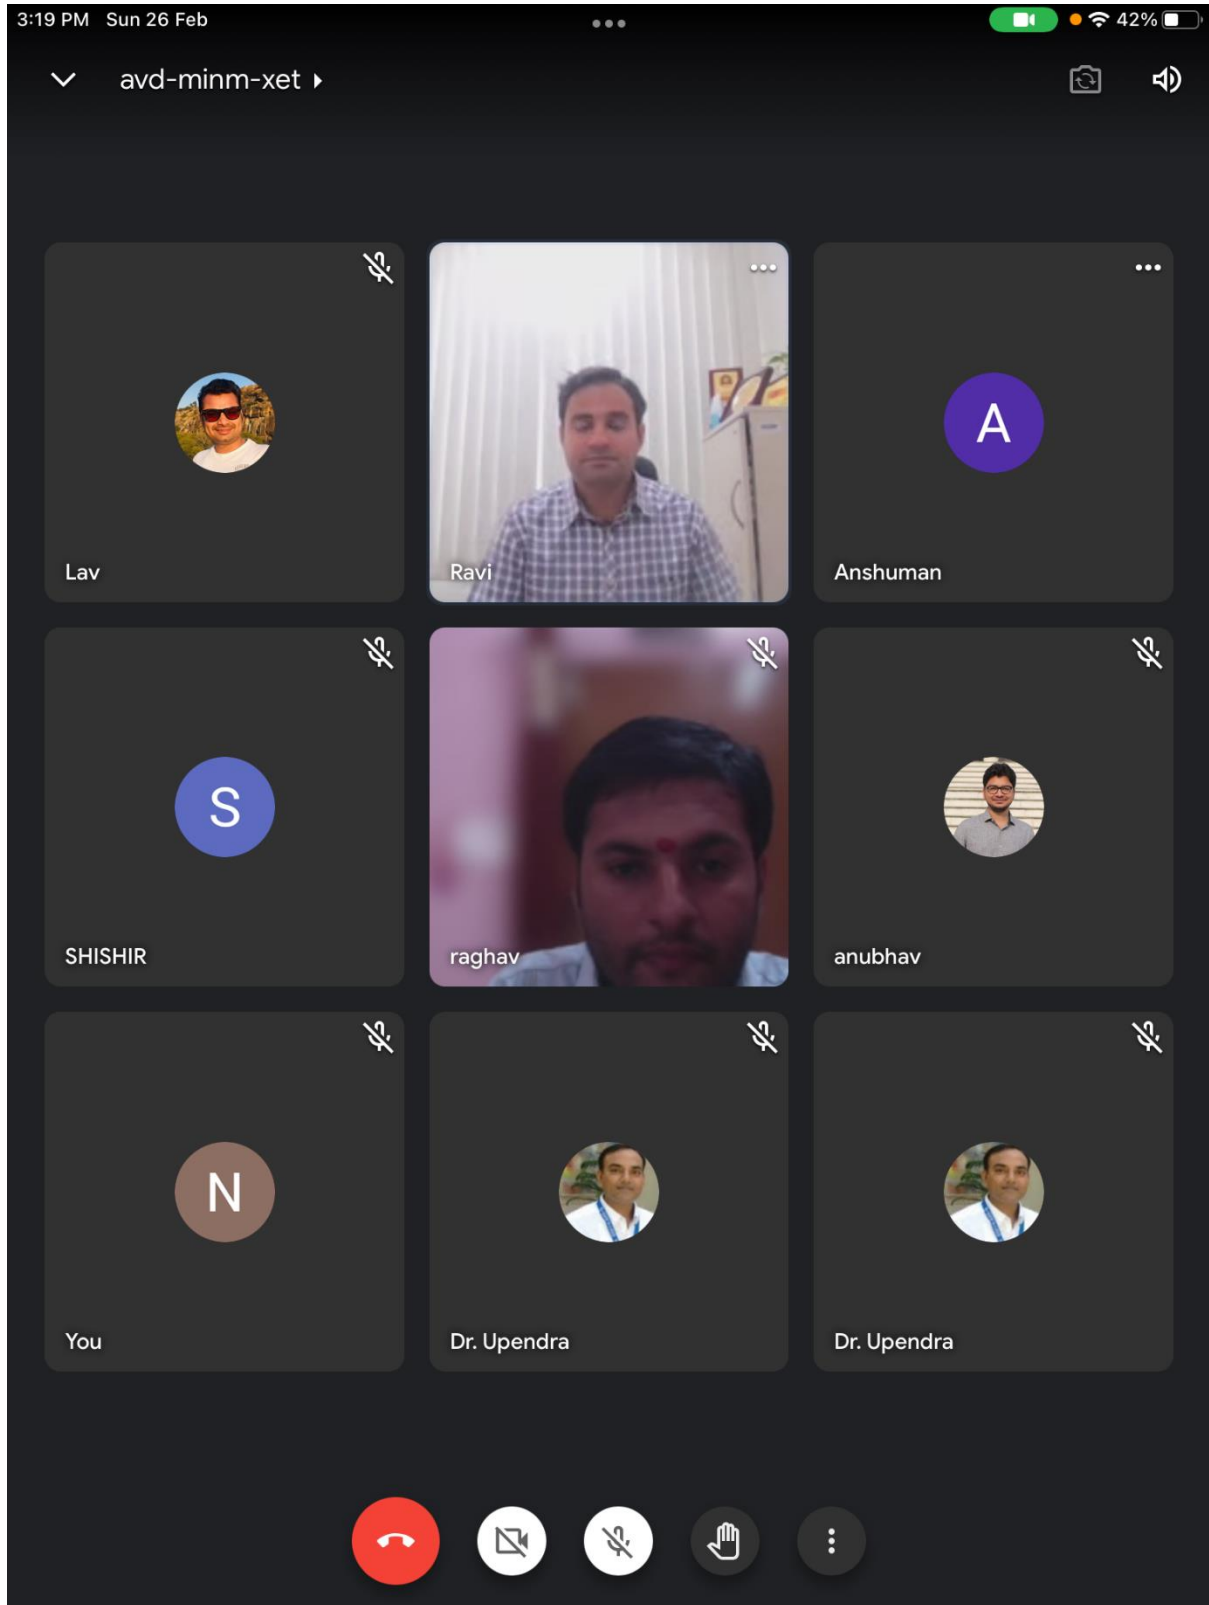 3:19 PM Sun 26 Feb
42%
avd-minm-xet
Lav
Ravi
A
Anshuman
S
SHISHIR
raghav
anubhav
N
You
Dr. Upendra
Dr. Upendra